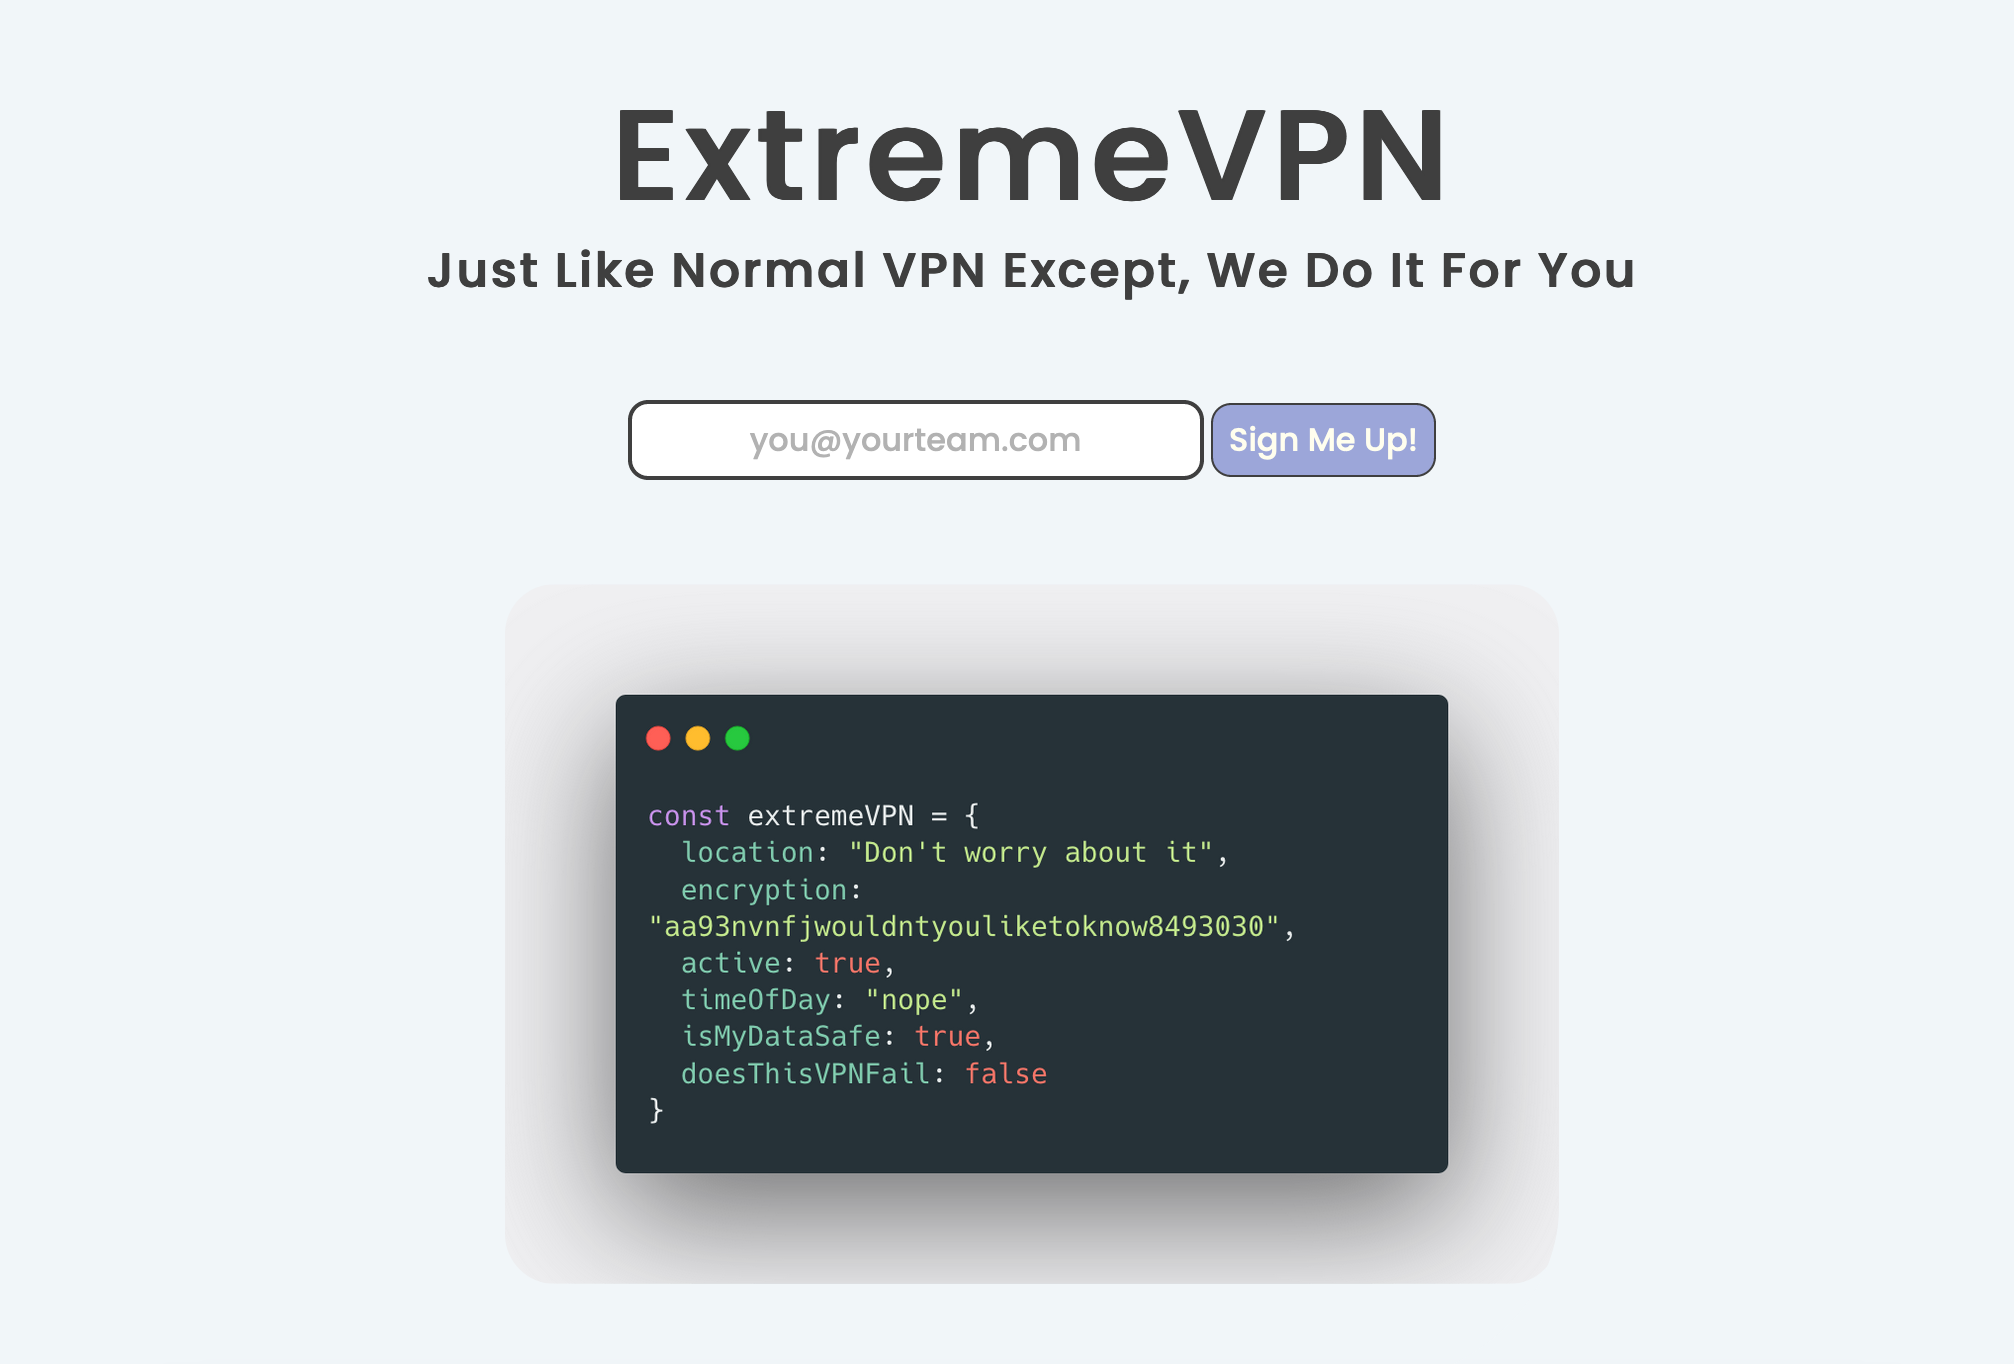 ExtremeVPN
Just Like Normal VPN Except, We Do It For You
you@yourteam.com
Sign Me Up!
const extremeVPN = {
  location: "Don't worry about it",
  encryption:
"aa93nvnfjwouldntyouliketoknow8493030",
  active: true,
  timeOfDay: "nope",
  isMyDataSafe: true,
  doesThisVPNFail: false
}